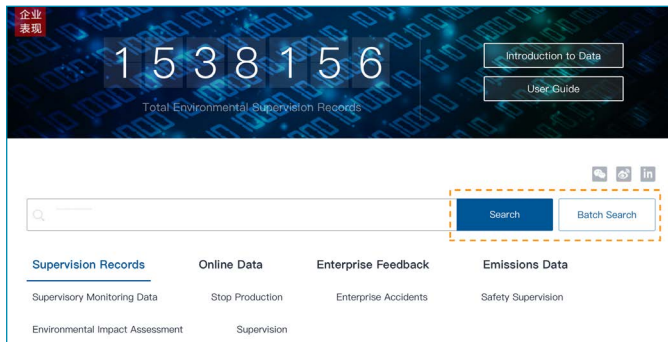 企业
表现
1538156
Total Environmental Supervision Records
Introduction to Data
User Guide
in
Search Batch Search
Supervision Records Online Data Enterprise Feedback Emissions Data
Supervisory Monitoring Data Stop Production Enterprise Accidents Safety Supervision
Environmental Impact Assessment Supervision